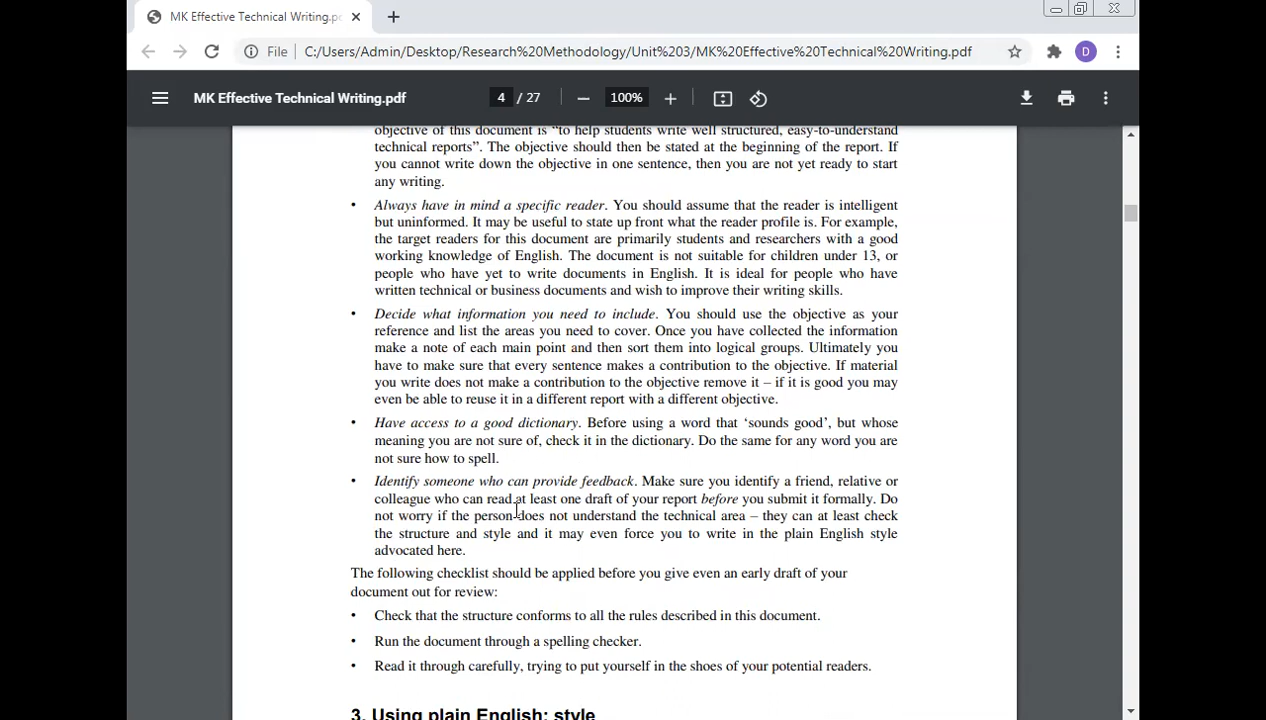 MK Effective Technical Writing.pd
File C:/Users/Admin/Desktop/Research%20Methodology/Unit%203/MK%20Effective%20Technical%20Writing.pdf
D
MK Effective Technical Writing.pdf
4 / 27
100%
objective of this document is “to help students write well structured, easy-to-understand
technical reports”. The objective should then be stated at the beginning of the report. If
you cannot write down the objective in one sentence, then you are not yet ready to start
any writing.
• Always have in mind a specific reader. You should assume that the reader is intelligent
but uninformed. It may be useful to state up front what the reader profile is. For example,
the target readers for this document are primarily students and researchers with a good
working knowledge of English. The document is not suitable for children under 13, or
people who have yet to write documents in English. It is ideal for people who have
written technical or business documents and wish to improve their writing skills.
• Decide what information you need to include. You should use the objective as your
reference and list the areas you need to cover. Once you have collected the information
make a note of each main point and then sort them into logical groups. Ultimately you
have to make sure that every sentence makes a contribution to the objective. If material
you write does not make a contribution to the objective remove it – if it is good you may
even be able to reuse it in a different report with a different objective.
• Have access to a good dictionary. Before using a word that ‘sounds good’, but whose
meaning you are not sure of, check it in the dictionary. Do the same for any word you are
not sure how to spell.
• Identify someone who can provide feedback. Make sure you identify a friend, relative or
colleague who can read at least one draft of your report before you submit it formally. Do
not worry if the person does not understand the technical area – they can at least check
the structure and style and it may even force you to write in the plain English style
advocated here.
The following checklist should be applied before you give even an early draft of your
document out for review:
• Check that the structure conforms to all the rules described in this document.
• Run the document through a spelling checker.
• Read it through carefully, trying to put yourself in the shoes of your potential readers.
3. Using plain English: style